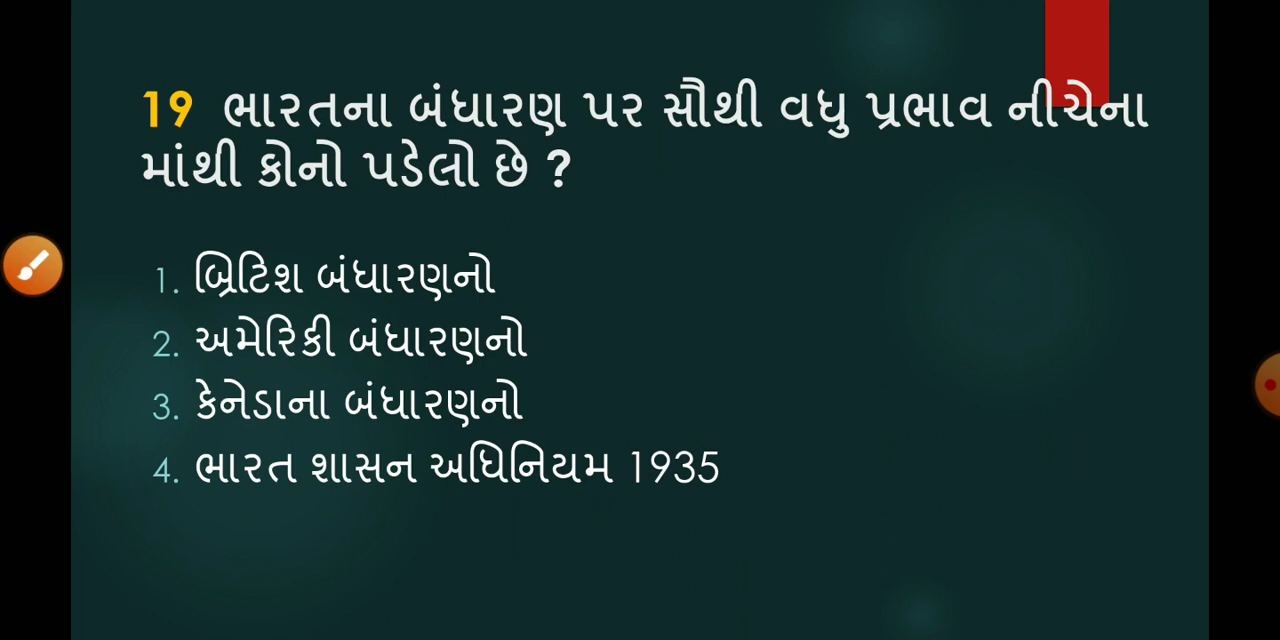 19 ભારતના બંધારણ પર સૌથી વધુ પ્રભાવ નીચેના
માંથી કોનો પડેલો છે ?
1. બ્રિટિશ બંધારણનો
2. અમેરિકી બંધારણનો
3. કેનેડાના બંધારણનો
4. ભારત શાસન અધિનિયમ 1935